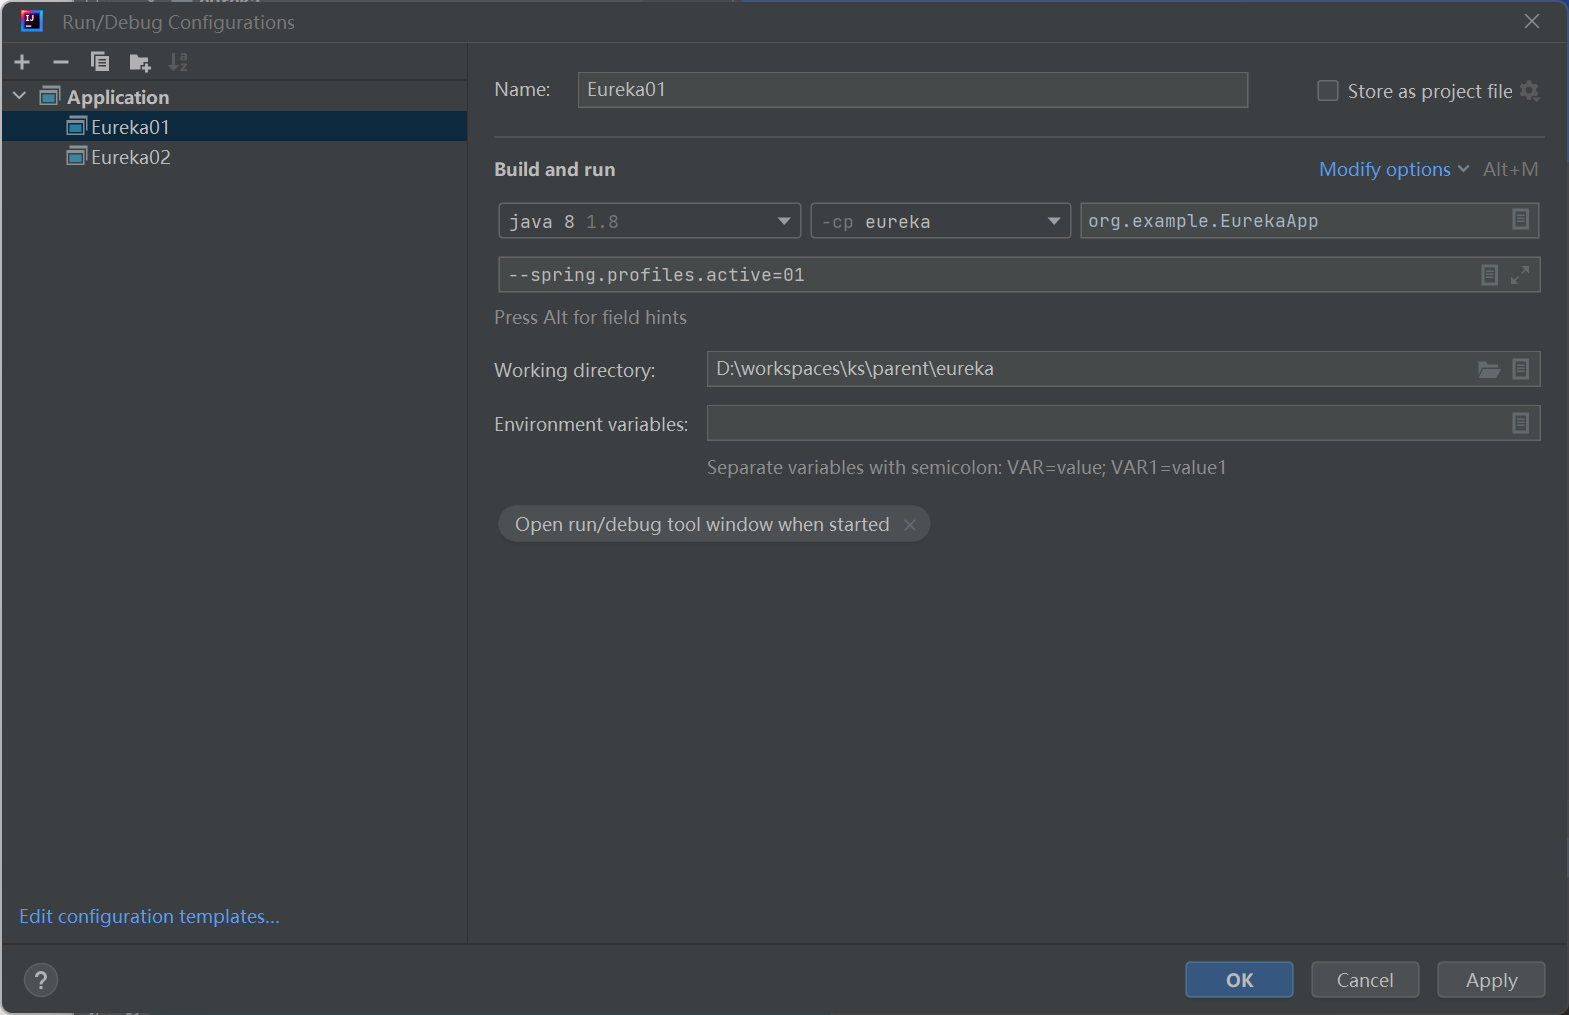 Run/Debug Configurations
Application
Eureka01
Eureka02
Edit configuration templates...
Name: Eureka01 Store as project file
Build and run Modify options Alt+M
java 8 1.8 -cp eureka org.example.EurekaApp
--spring.profiles.active=01
Press Alt for field hints
Working directory: D:\workspaces\ks\parent\eureka
Environment variables:
Separate variables with semicolon: VAR=value; VAR1=value1
Open run/debug tool window when started
? OK Cancel Apply